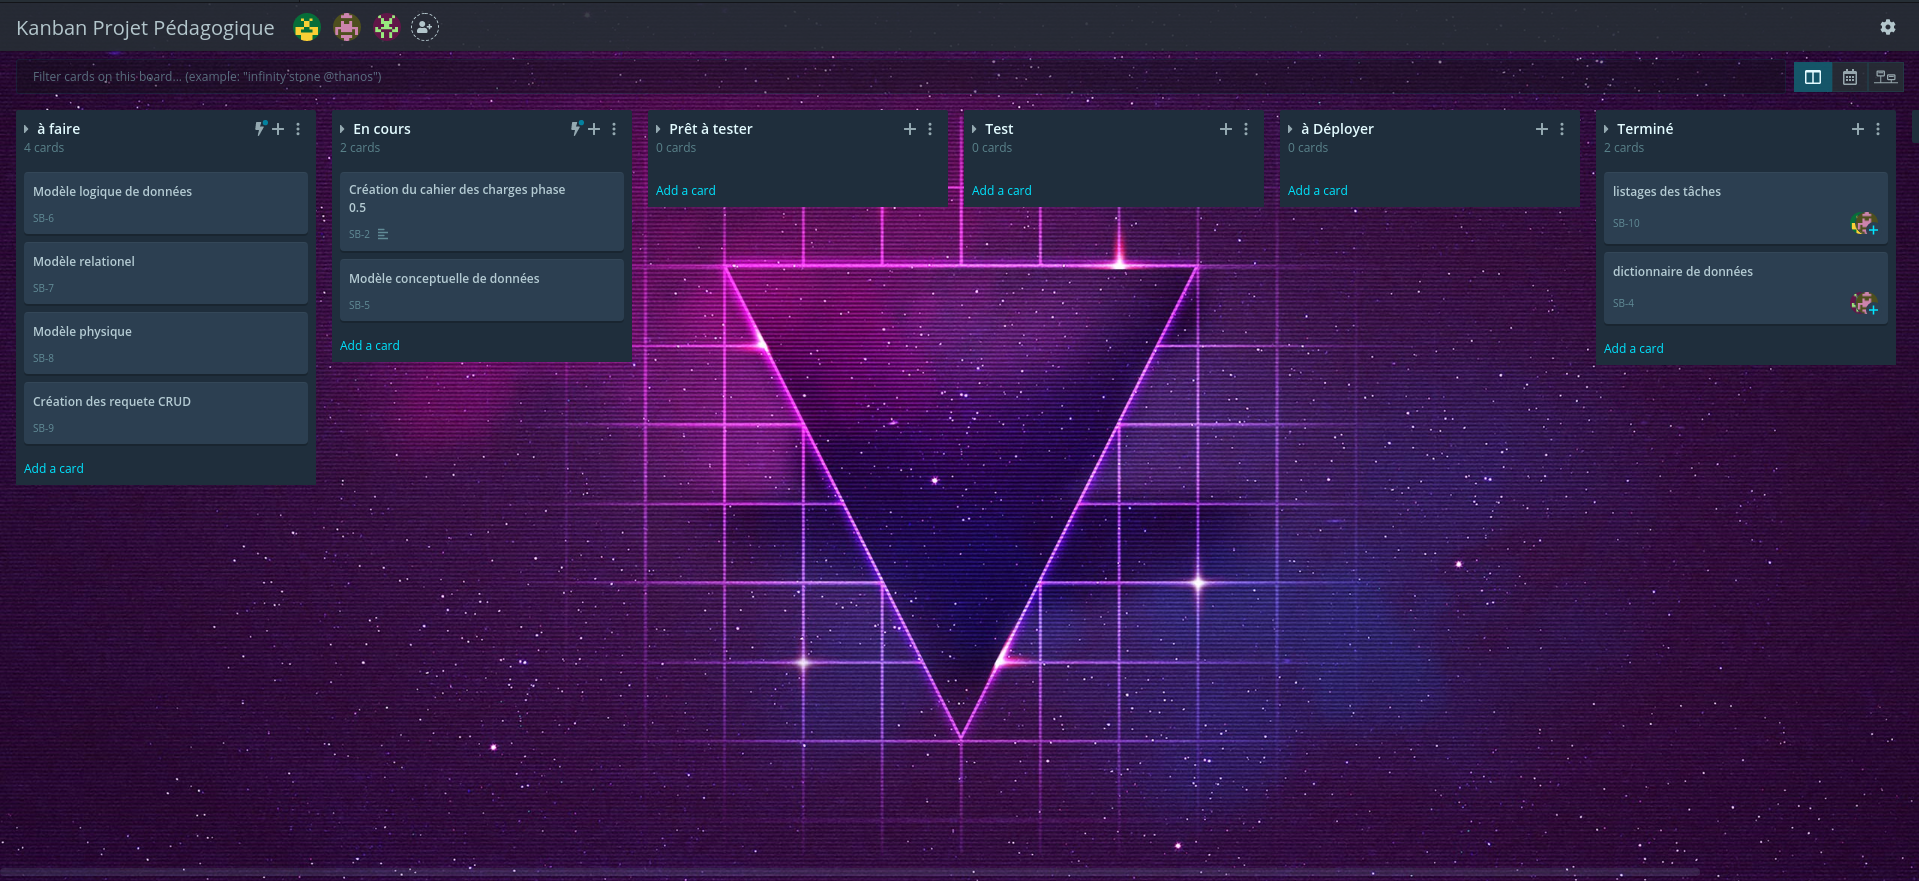 Kanban Projet Pédagogique
Filter cards on this board... (example: "infinity stone @thanos")
à faire
4 cards
Modèle logique de données
SB-6
Modèle relationel
SB-7
Modèle physique
SB-8
Création des requete CRUD
SB-9
Add a card
En cours
2 cards
Création du cahier des charges phase
0.5
SB-2
Modèle conceptuelle de données
SB-5
Add a card
Prêt à tester
0 cards
Add a card
Test
0 cards
Add a card
à Déployer
0 cards
Add a card
Terminé
2 cards
listages des tâches
SB-10
dictionnaire de données
SB-4
Add a card